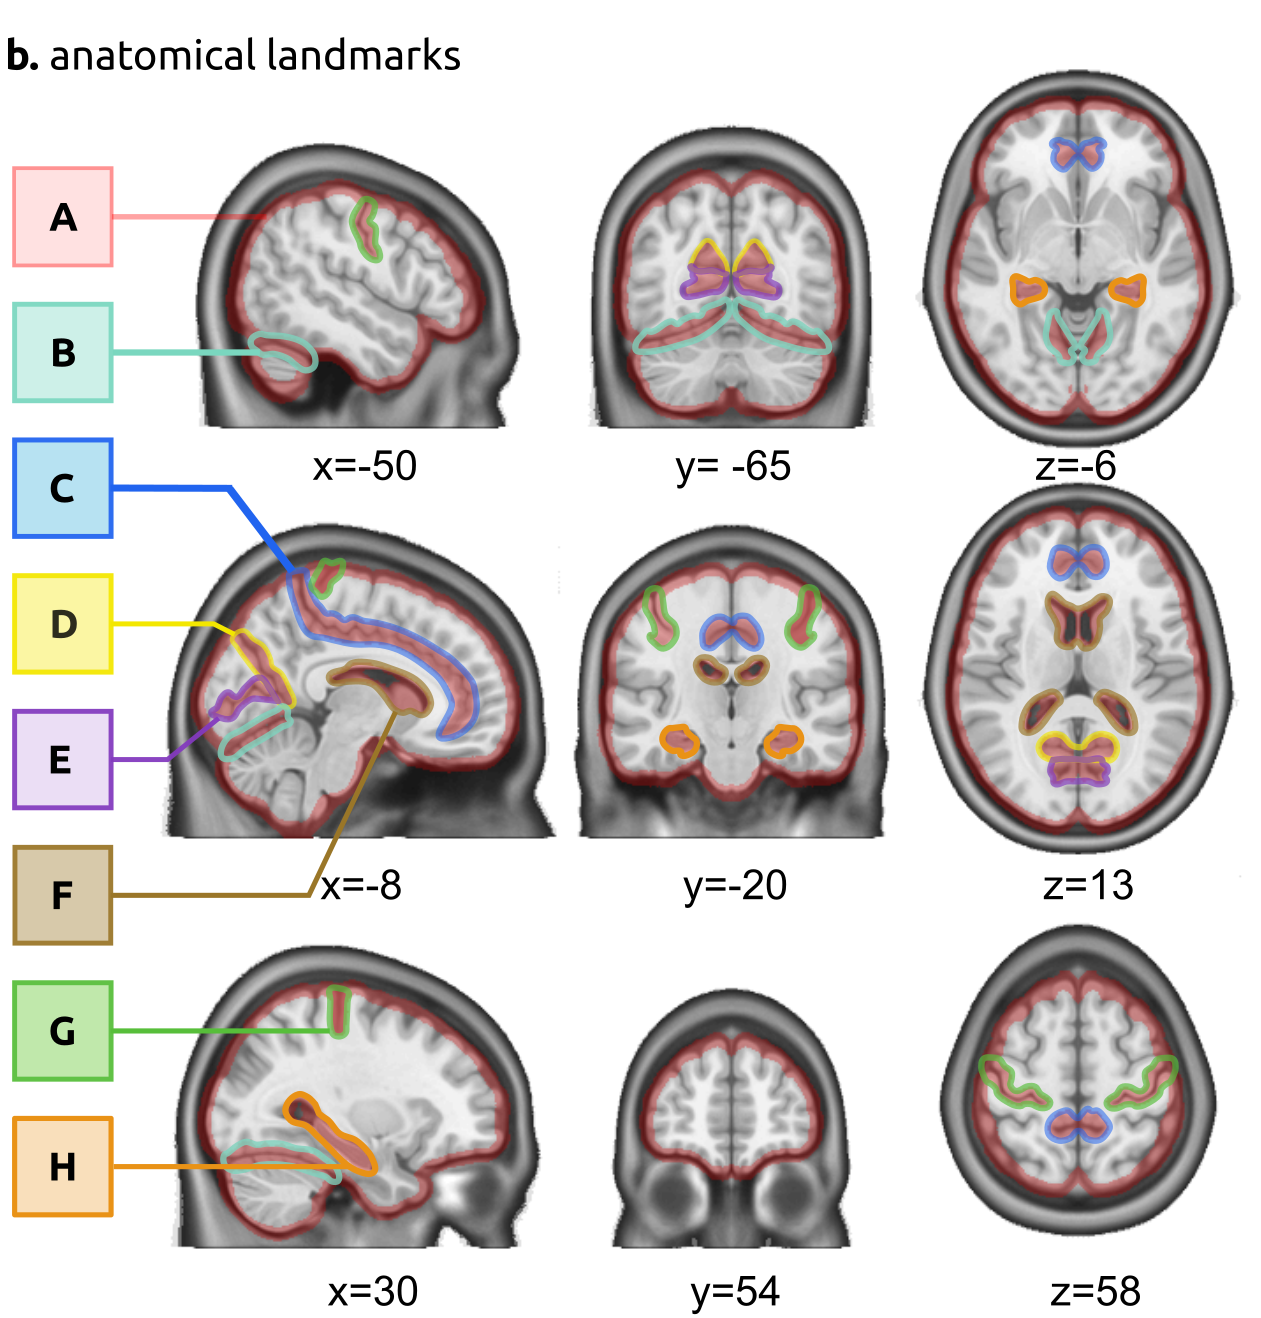 b. anatomical landmarks
A
B
C
D
E
F
G
H
x=-50
y= -65
z=-6
x=-8
y=-20
z=13
x=30
y=54
z=58